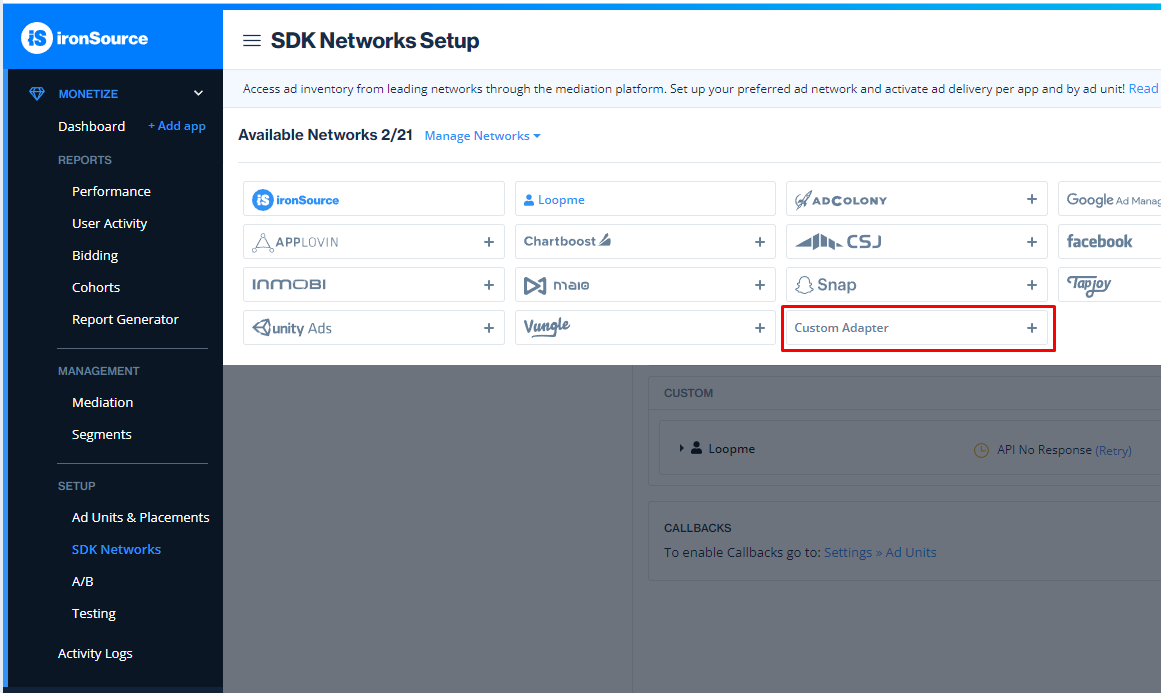 iS ironSource
SDK Networks Setup
MONETIZE
Dashboard + Add app
REPORTS
Performance
User Activity
Bidding
Cohorts
Report Generator
MANAGEMENT
Mediation
Segments
SETUP
Ad Units & Placements
SDK Networks
A/B
Testing
Activity Logs
Access ad inventory from leading networks through the mediation platform. Set up your preferred ad network and activate ad delivery per app and by ad unit! Read
Available Networks 2/21 Manage Networks
iS ironSource Loopme ADCOLONY + Google Ad Manag
APPLOVIN + Chartboost + CSJ + facebook
INMOBI + maio + Snap + Tapjoy
unity Ads + Vungle + Custom Adapter +
CUSTOM
Loopme API No Response (Retry)
CALLBACKS
To enable Callbacks go to: Settings » Ad Units